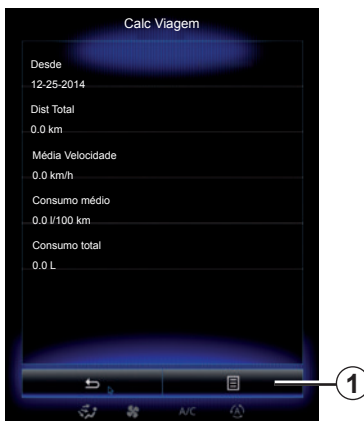 Calc Viagem
Desde
12-25-2014
Dist Total
0.0 km
Média Velocidade
0.0 km/h
Consumo médio
0.0 l/100 km
Consumo total
0.0 L
1
A/C
A